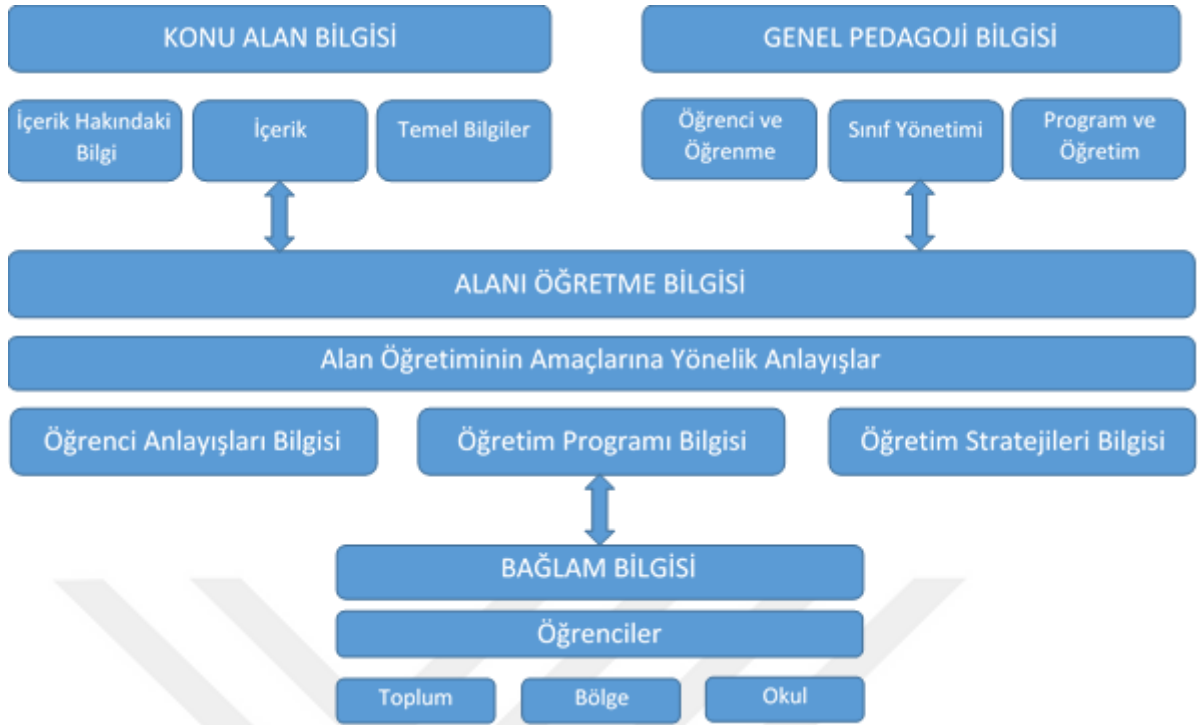 KONU ALAN BİLGİSİ
GENEL PEDAGOJİ BİLGİSİ
İçerik Hakındaki
Bilgi
İçerik
Temel Bilgiler
Öğrenci ve
Öğrenme
Sınıf Yönetimi
Program ve
Öğretim
ALANI ÖĞRETME BİLGİSİ
Alan Öğretiminin Amaçlarına Yönelik Anlayışlar
Öğrenci Anlayışları Bilgisi
Öğretim Programı Bilgisi
Öğretim Stratejileri Bilgisi
BAĞLAM BİLGİSİ
Öğrenciler
Toplum
Bölge
Okul